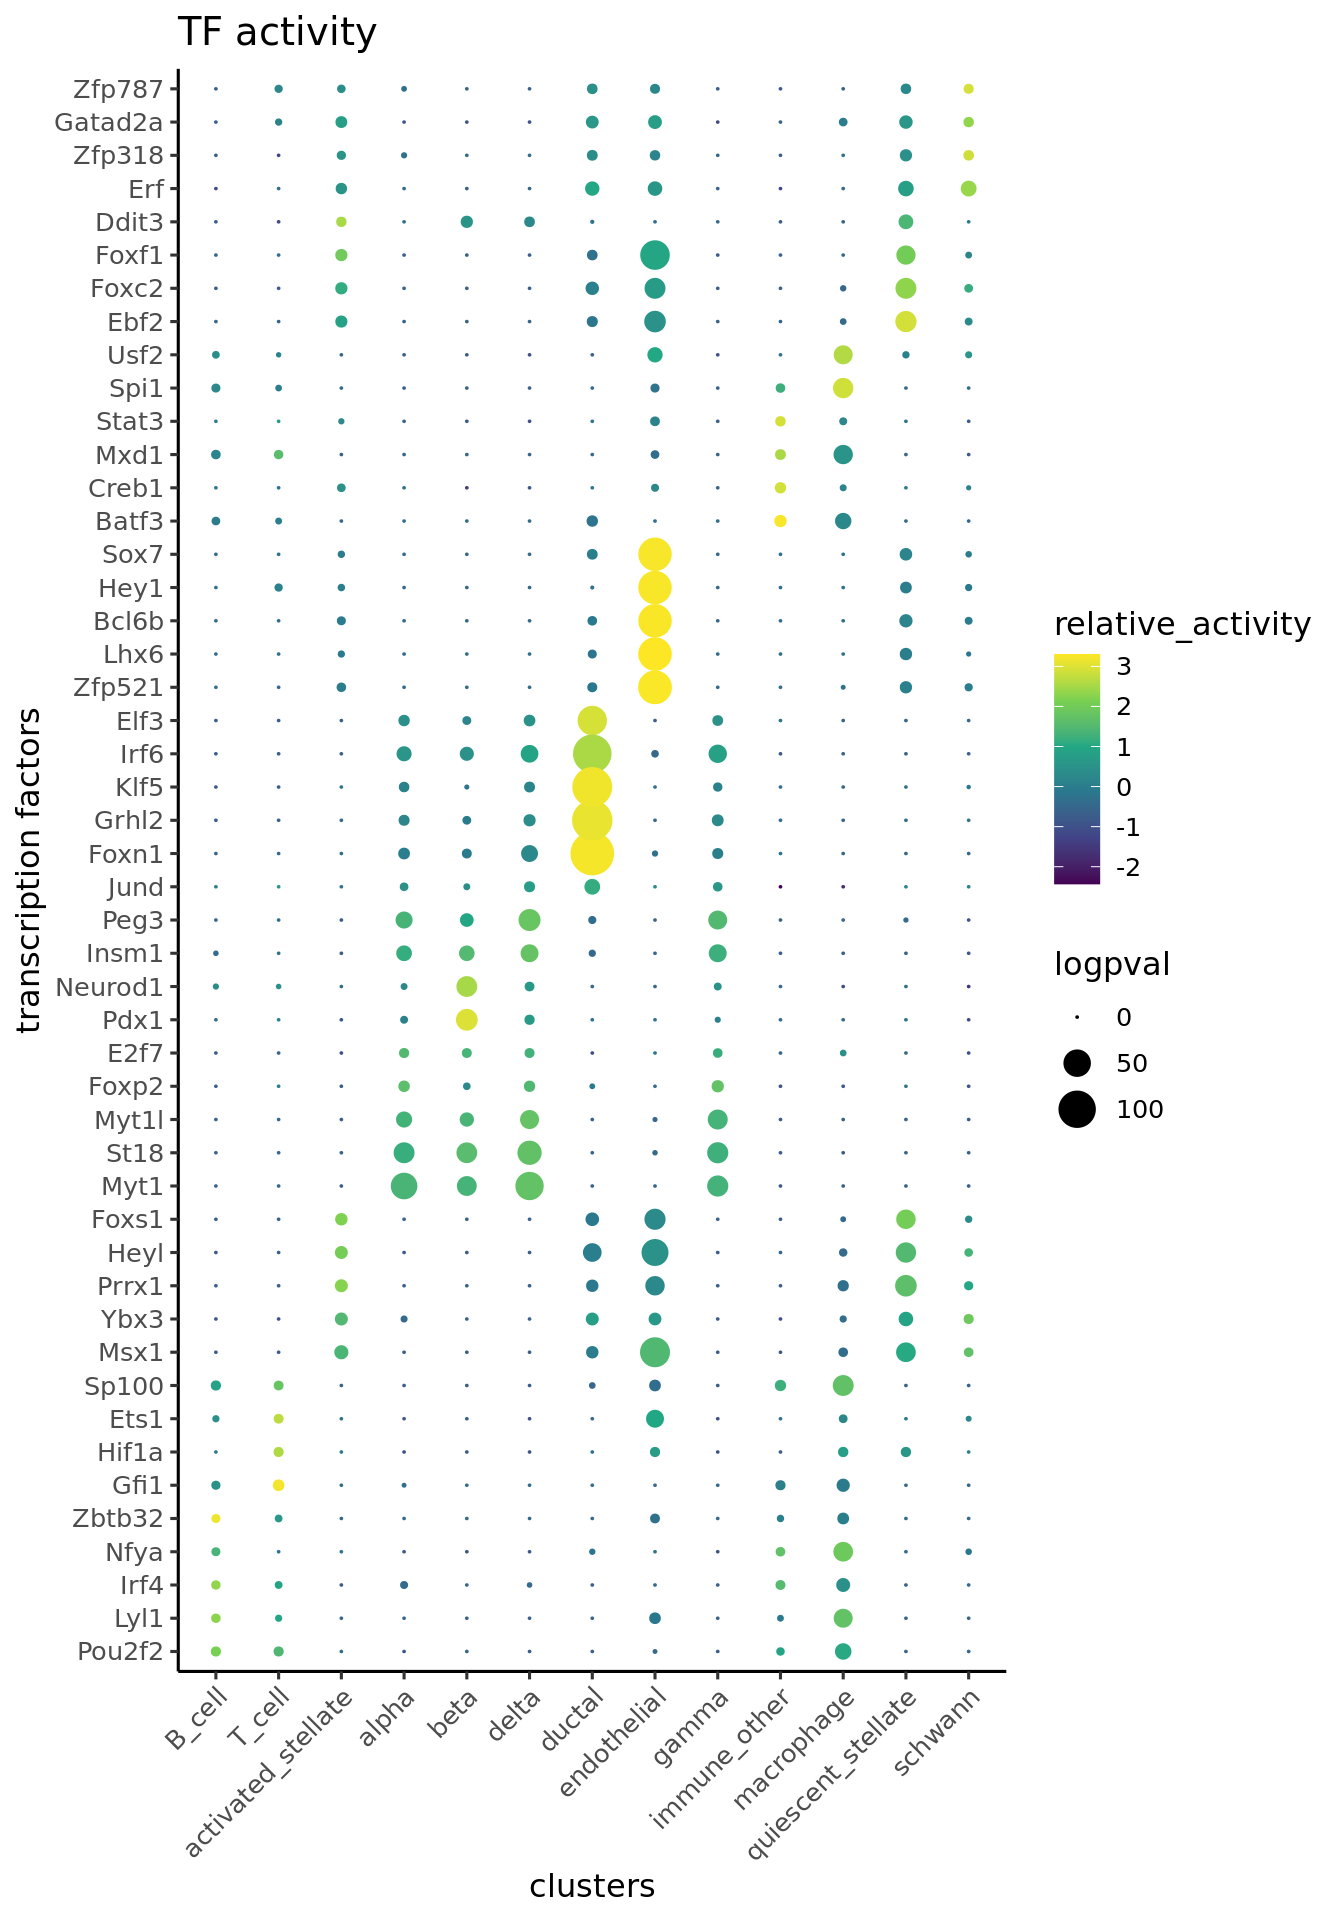 TF activity
Zfp787
Gatad2a
Zfp318
Erf
Ddit3
Foxf1
Foxc2
Ebf2
Usf2
Spi1
Stat3
Mxd1
Creb1
Batf3
Sox7
Hey1
Bcl6b
Lhx6
Zfp521
Elf3
Irf6
Klf5
Grhl2
Foxn1
Jund
Peg3
Insm1
Neurod1
Pdx1
E2f7
Foxp2
Myt1l
St18
Myt1
Foxs1
Heyl
Prrx1
Ybx3
Msx1
Sp100
Ets1
Hif1a
Gfi1
Zbtb32
Nfya
Irf4
Lyl1
Pou2f2
transcription factors
B_cell
T_cell
activated_stellate
alpha
beta
delta
ductal
endothelial
gamma
immune_other
macrophage
quiescent_stellate
schwann
clusters
relative_activity
3
2
1
0
-1
-2
logpval
0
50
100